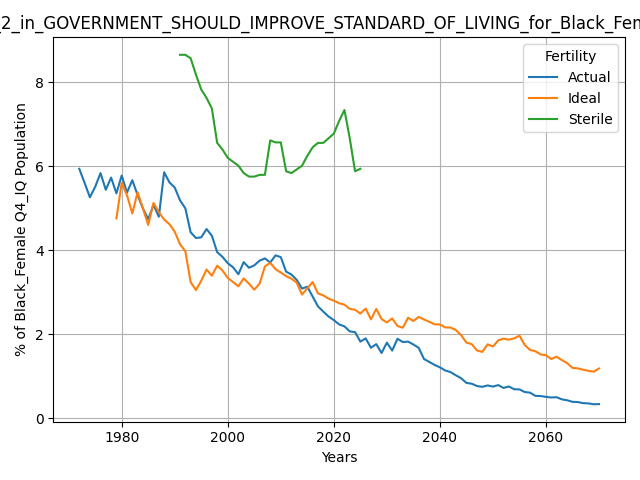 _2_in_GOVERNMENT_SHOULD_IMPROVE_STANDARD_OF_LIVING_for_Black_Fem
Fertility
Actual
Ideal
Sterile
% of Black_Female Q4_IQ Population
8
6
4
2
0
1980 2000 2020 2040 2060
Years